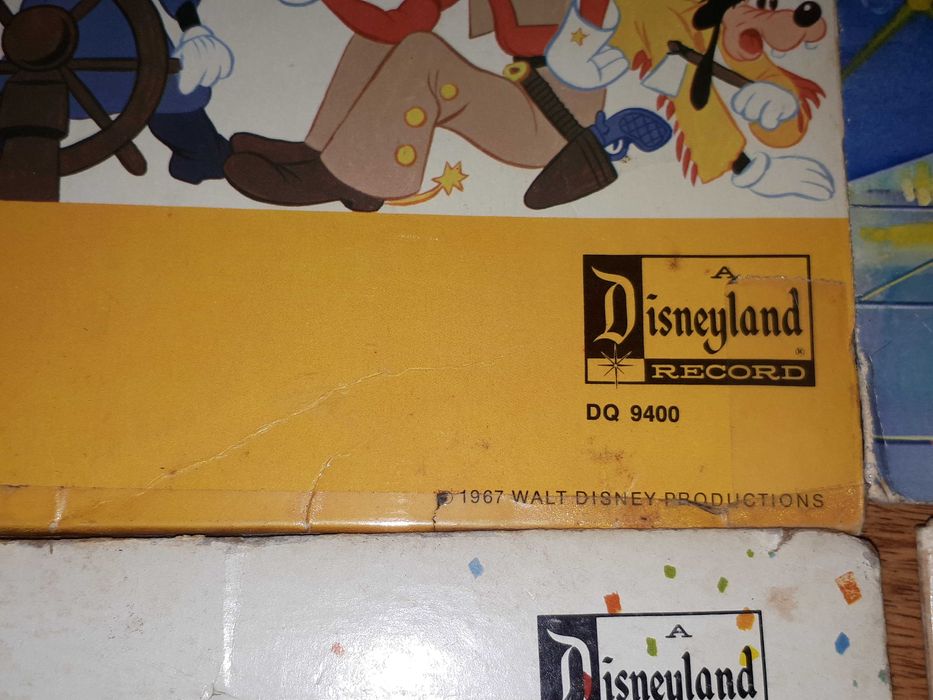 A
Disneyland
®
RECORD
DQ 9400
© 1967 WALT DISNEY PRODUCTIONS
A
Disneyland